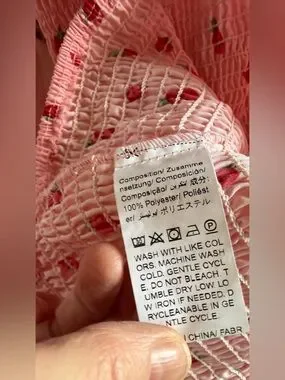 Composition/ Zusamme
nsetzung/ Composición/
Composição/ تكوين/ 成分:
100% Polyester/ Poliést
er/ بوليستر/ ポリエステル
WASH WITH LIKE COL
ORS, MACHINE WASH
COLD. GENTLE CYCL
E. DO NOT BLEACH. T
UMBLE DRY LOW LO
W IRON IF NEEDED. D
RYCLEANABLE IN GE
NTLE CYCLE.
N CHINA/ FABR